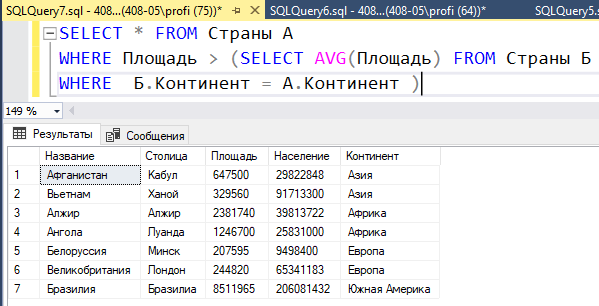 SQLQuery7.sql - 408...(408-05\profi (75))* SQLQuery6.sql - 408...(408-05\profi (64))* SQLQuery5.s
SELECT * FROM Страны А
WHERE Площадь > (SELECT AVG(Площадь) FROM Страны Б
WHERE Б.Континент = А.Континент )
149 %
Результаты Сообщения
Название Столица Площадь Население Континент
1 Афганистан Кабул 647500 29822848 Азия
2 Вьетнам Ханой 329560 91713300 Азия
3 Алжир Алжир 2381740 39813722 Африка
4 Ангола Луанда 1246700 25831000 Африка
5 Белоруссия Минск 207595 9498400 Европа
6 Великобритания Лондон 244820 65341183 Европа
7 Бразилия Бразилиа 8511965 206081432 Южная Америка